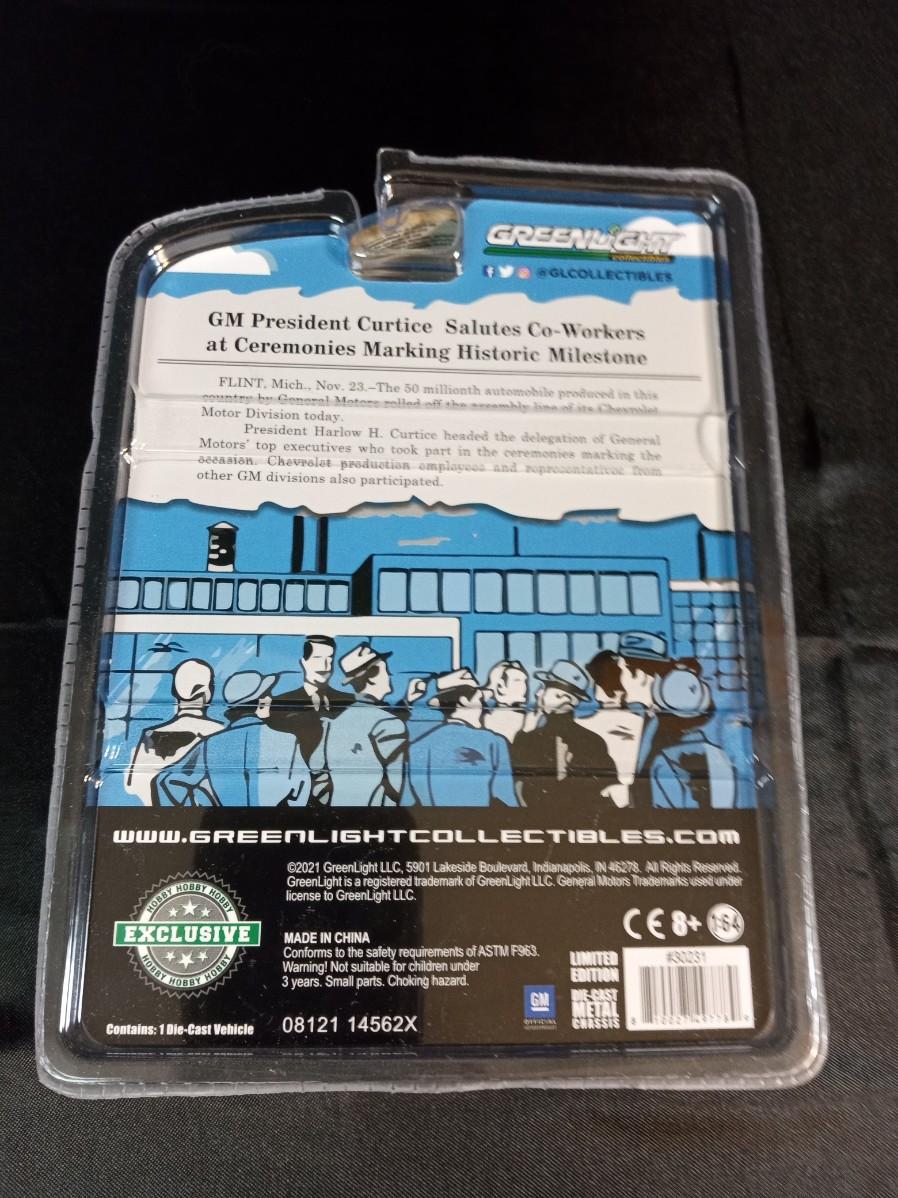 GREENLIGHT
collectibles
@GLCOLLECTIBLES
GM President Curtice Salutes Co-Workers
at Ceremonies Marking Historic Milestone
FLINT, Mich., Nov. 23.–The 50 millionth automobile produced in this
country by General Motors rolled off the assembly line of its Chevrolet
Motor Division today.
President Harlow H. Curtice headed the delegation of General
Motors' top executives who took part in the ceremonies marking the
occasion. Chevrolet production employees and representatives from
other GM divisions also participated.
WWW.GREENLIGHTCOLLECTIBLES.COM
©2021 GreenLight LLC, 5901 Lakeside Boulevard, Indianapolis, IN 46278. All Rights Reserved.
GreenLight is a registered trademark of GreenLight LLC. General Motors Trademarks used under
license to GreenLight LLC.
HOBBY HOBBY HOBBY
EXCLUSIVE
HOBBY HOBBY HOBBY
MADE IN CHINA
Conforms to the safety requirements of ASTM F963.
Warning! Not suitable for children under
3 years. Small parts. Choking hazard.
CE 8+ 1:64
LIMITED
EDITION
DIE-CAST
METAL
CHASSIS
#30251
GM
OFFICIAL
Contains: 1 Die-Cast Vehicle
08121 14562X